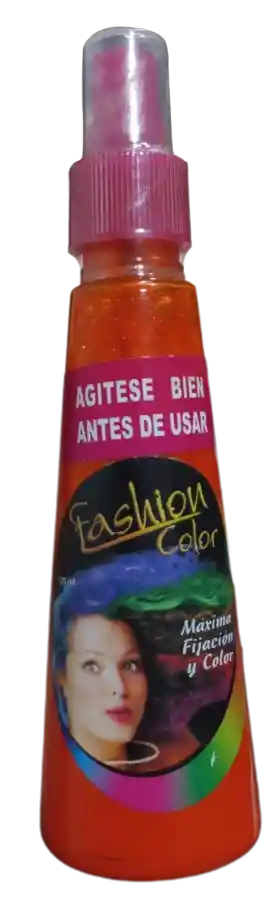 AGITESE BIEN
ANTES DE USAR
Fashion
Color
Maxima
Fijación
y Color